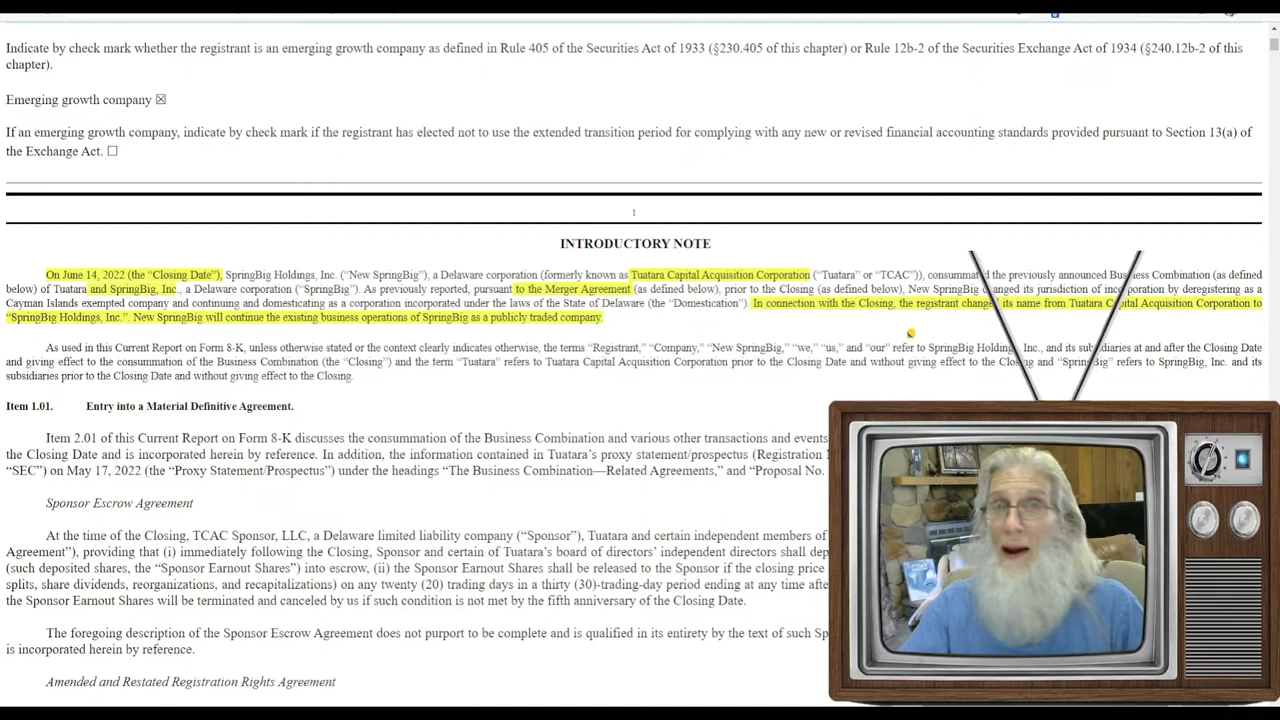 Indicate by check mark whether the registrant is an emerging growth company as defined in Rule 405 of the Securities Act of 1933 (§230.405 of this chapter) or Rule 12b-2 of the Securities Exchange Act of 1934 (§240.12b-2 of this
chapter).
Emerging growth company ☒
If an emerging growth company, indicate by check mark if the registrant has elected not to use the extended transition period for complying with any new or revised financial accounting standards provided pursuant to Section 13(a) of
the Exchange Act. ☐
1
INTRODUCTORY NOTE
On June 14, 2022 (the “Closing Date”), SpringBig Holdings, Inc. (“New SpringBig”), a Delaware corporation (formerly known as Tuatara Capital Acquisition Corporation (“Tuatara” or “TCAC”)), consummated the previously announced Business Combination (as defined
below) of Tuatara and SpringBig, Inc., a Delaware corporation (“SpringBig”). As previously reported, pursuant to the Merger Agreement (as defined below), prior to the Closing (as defined below), New SpringBig changed its jurisdiction of incorporation by deregistering as a
Cayman Islands exempted company and continuing and domesticating as a corporation incorporated under the laws of the State of Delaware (the “Domestication”). In connection with the Closing, the registrant changed its name from Tuatara Capital Acquisition Corporation to
“SpringBig Holdings, Inc.”. New SpringBig will continue the existing business operations of SpringBig as a publicly traded company.
As used in this Current Report on Form 8-K, unless otherwise stated or the context clearly indicates otherwise, the terms “Registrant,” “Company,” “New SpringBig,” “we,” “us,” and “our” refer to SpringBig Holdings, Inc., and its subsidiaries at and after the Closing Date
and giving effect to the consummation of the Business Combination (the “Closing”) and the term “Tuatara” refers to Tuatara Capital Acquisition Corporation prior to the Closing Date and without giving effect to the Closing and “SpringBig” refers to SpringBig, Inc. and its
subsidiaries prior to the Closing Date and without giving effect to the Closing.
Item 1.01. Entry into a Material Definitive Agreement.
Item 2.01 of this Current Report on Form 8-K discusses the consummation of the Business Combination and various other transactions and events
the Closing Date and is incorporated herein by reference. In addition, the information contained in Tuatara’s proxy statement/prospectus (Registration
“SEC”) on May 17, 2022 (the “Proxy Statement/Prospectus”) under the headings “The Business Combination—Related Agreements,” and “Proposal No.
Sponsor Escrow Agreement
At the time of the Closing, TCAC Sponsor, LLC, a Delaware limited liability company (“Sponsor”), Tuatara and certain independent members of
Agreement”), providing that (i) immediately following the Closing, Sponsor and certain of Tuatara’s board of directors’ independent directors shall dep
(such deposited shares, the “Sponsor Earnout Shares”) into escrow, (ii) the Sponsor Earnout Shares shall be released to the Sponsor if the closing price
splits, share dividends, reorganizations, and recapitalizations) on any twenty (20) trading days in a thirty (30)-trading-day period ending at any time afte
the Sponsor Earnout Shares will be terminated and canceled by us if such condition is not met by the fifth anniversary of the Closing Date.
The foregoing description of the Sponsor Escrow Agreement does not purport to be complete and is qualified in its entirety by the text of such Sp
is incorporated herein by reference.
Amended and Restated Registration Rights Agreement